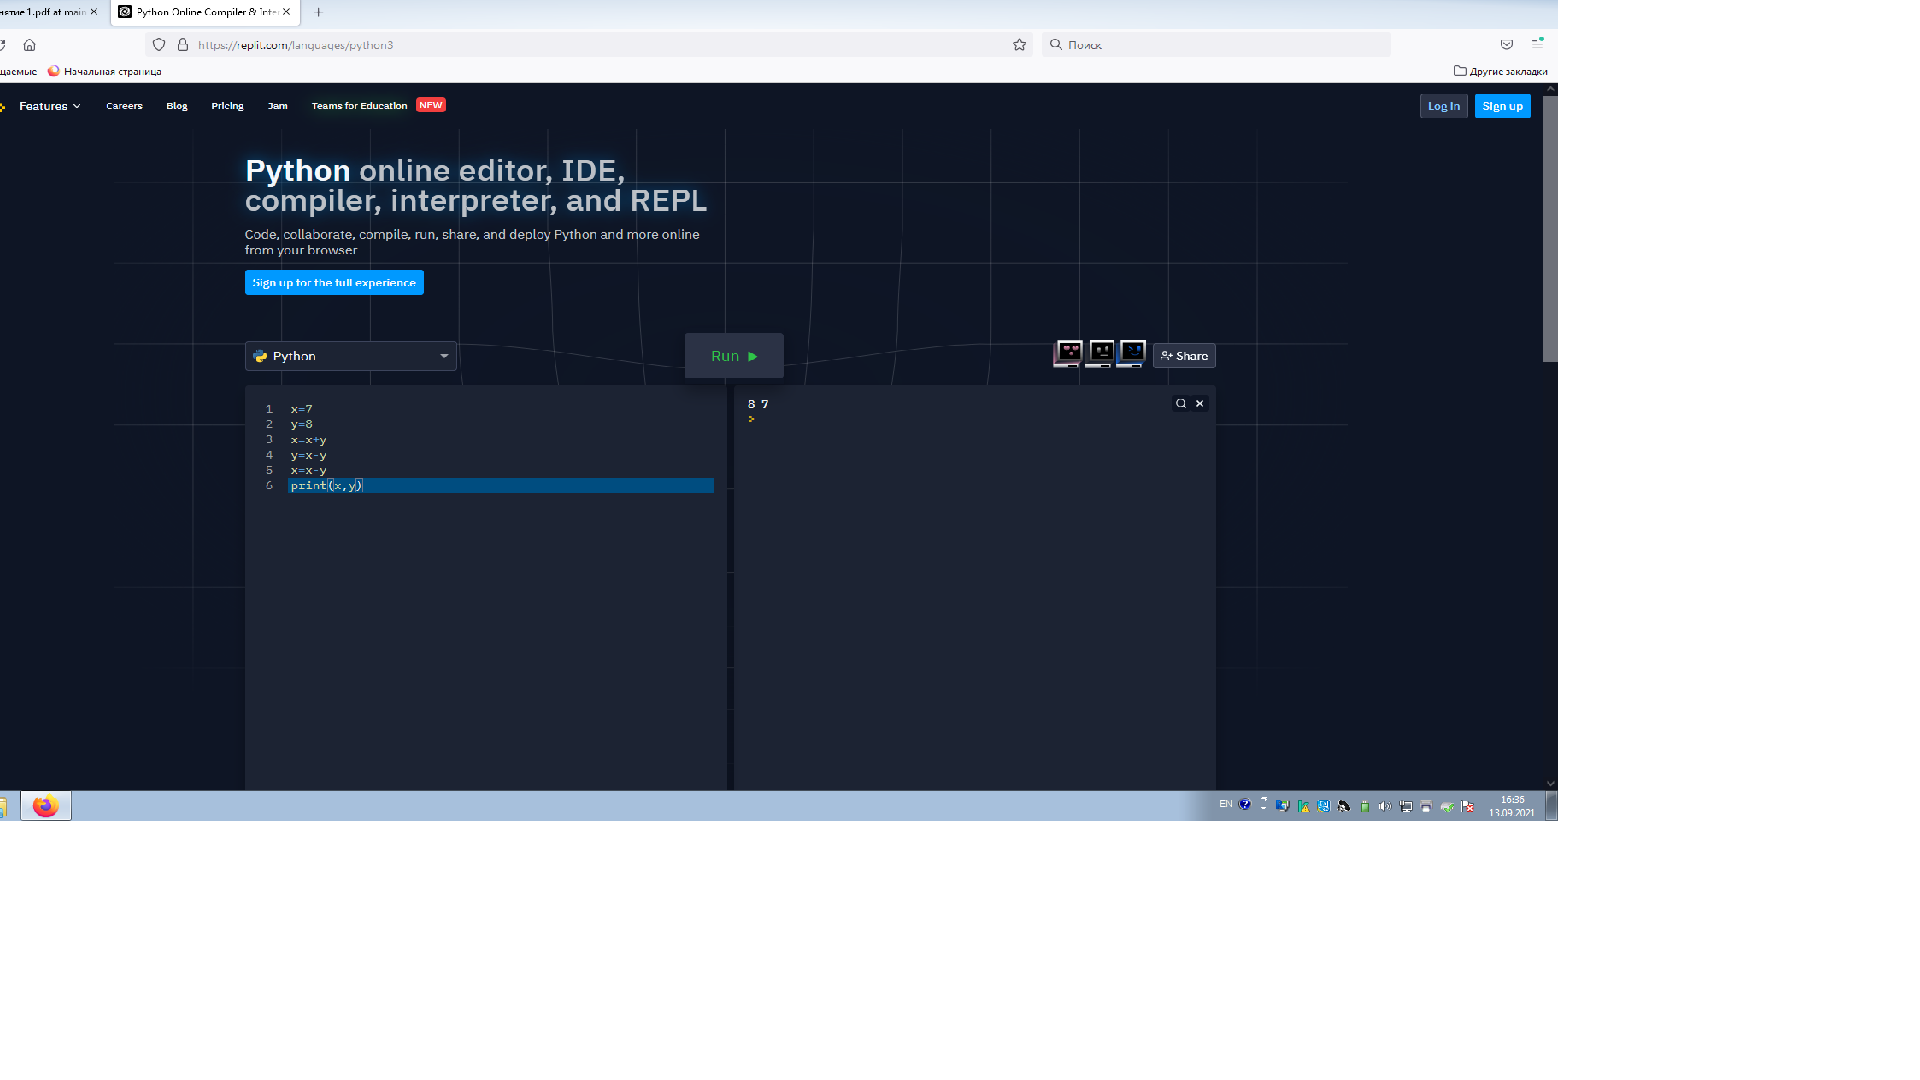 нятие 1.pdf at main
Python Online Compiler & Inte
https://replit.com/languages/python3
Поиск
щаемые
Начальная страница
Другие закладки
Features
Careers
Blog
Pricing
Jam
Teams for Education
NEW
Log in
Sign up
Python online editor, IDE,
compiler, interpreter, and REPL
Code, collaborate, compile, run, share, and deploy Python and more online
from your browser
Sign up for the full experience
Python
Run
Share
1 x=7
2 y=8
3 x=x+y
4 y=x-y
5 x=x-y
6 print(x,y)
8 7
>
EN
16:35
13.09.2021